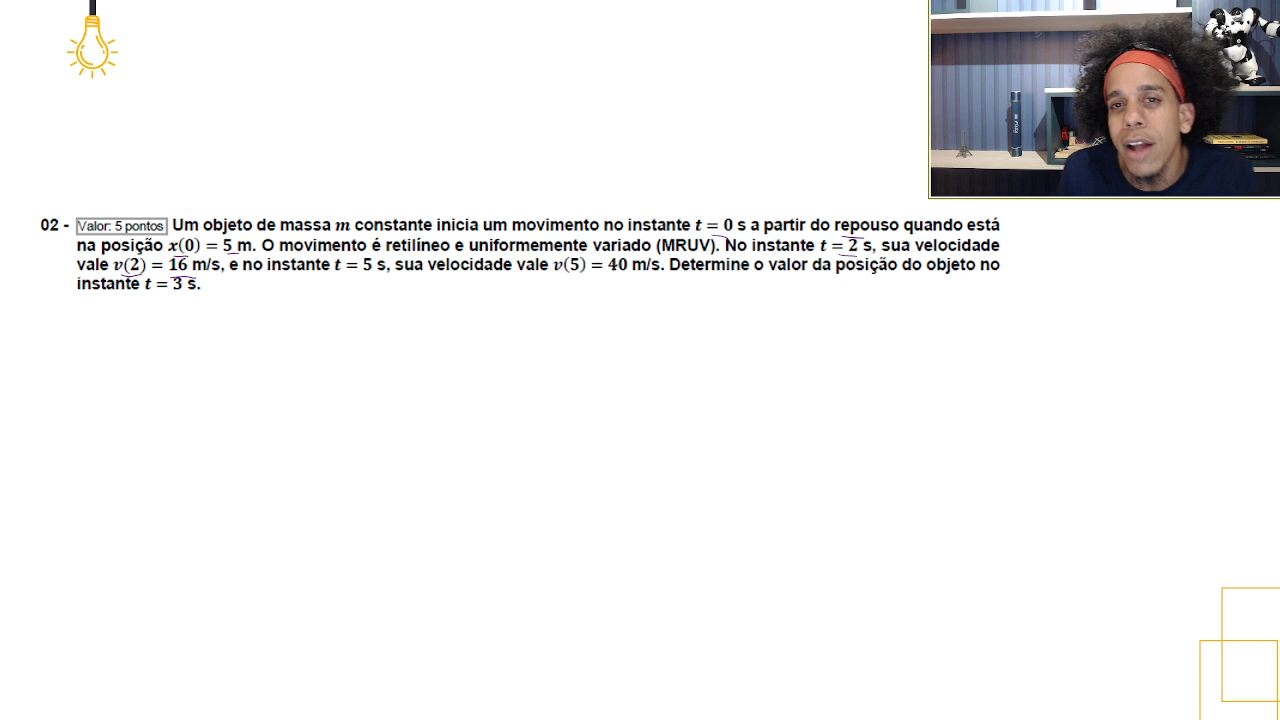 02 - Valor: 5 pontos Um objeto de massa m constante inicia um movimento no instante t = 0 s a partir do repouso quando está
na posição x(0) = 5 m. O movimento é retilíneo e uniformemente variado (MRUV). No instante t = 2 s, sua velocidade
vale v(2) = 16 m/s, e no instante t = 5 s, sua velocidade vale v(5) = 40 m/s. Determine o valor da posição do objeto no
instante t = 3 s.